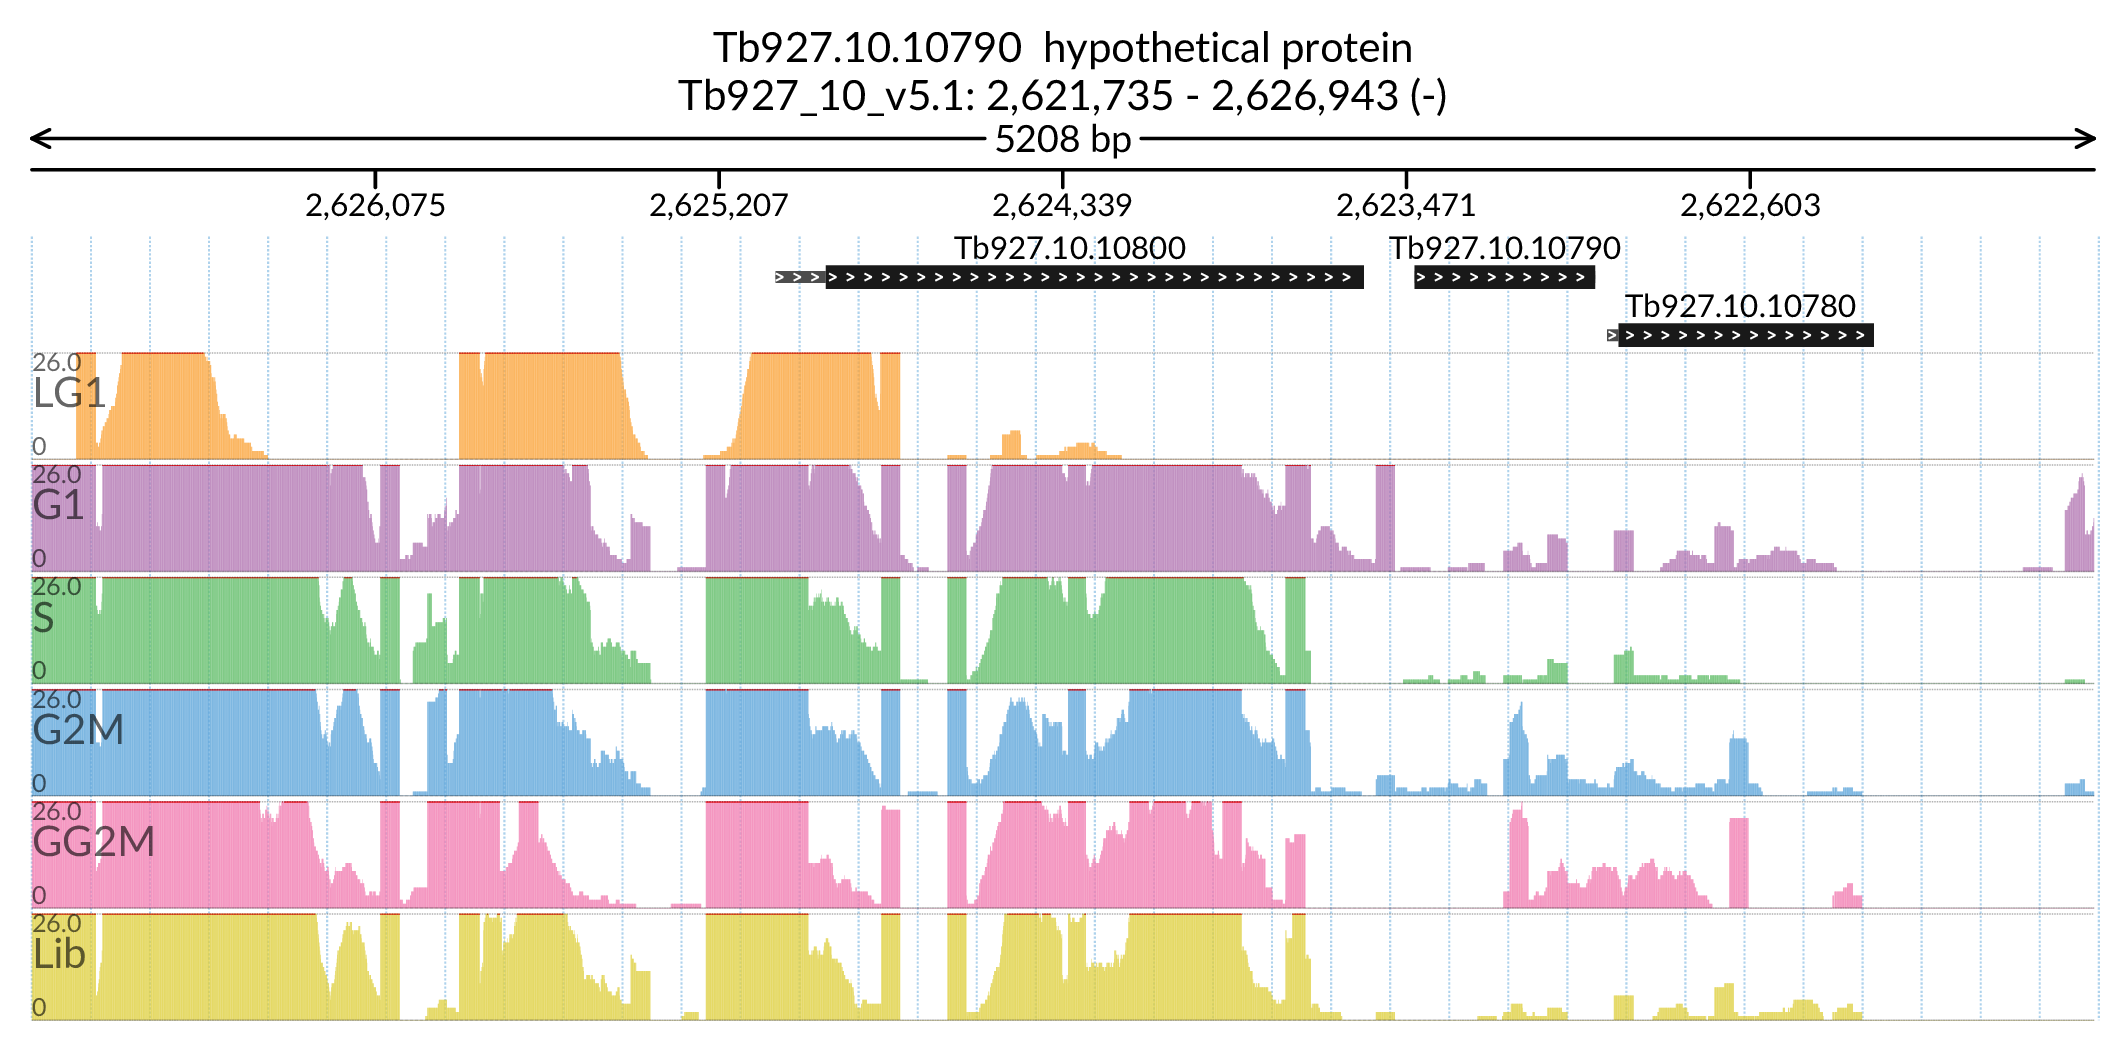 Tb927.10.10790  hypothetical protein
Tb927_10_v5.1: 2,621,735 - 2,626,943 (-)
5208 bp
2,626,075 2,625,207 2,624,339 2,623,471 2,622,603
Tb927.10.10800 Tb927.10.10790
Tb927.10.10780
26.0
LG1
0
26.0
G1
0
26.0
S
0
26.0
G2M
0
26.0
GG2M
0
26.0
Lib
0